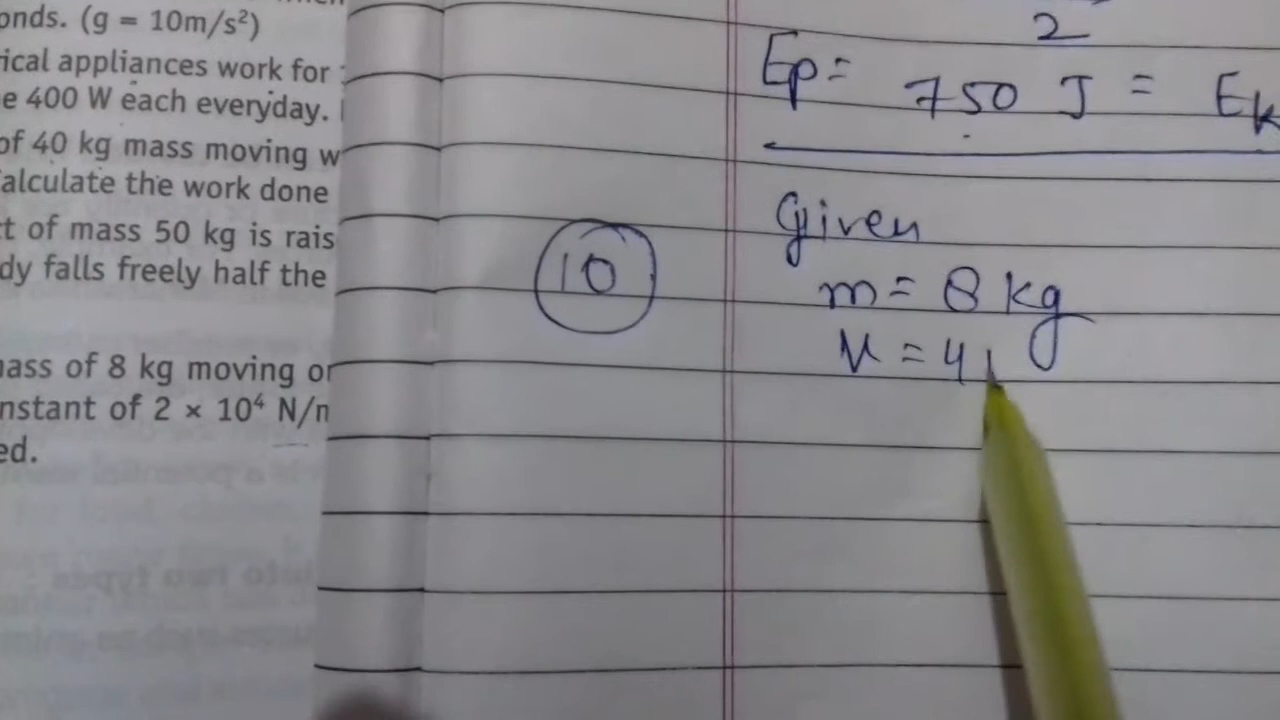 onds. (g = 10m/s²)
ical appliances work for
e 400 W each everyday.
of 40 kg mass moving w
alculate the work done
t of mass 50 kg is rais
dy falls freely half the
ass of 8 kg moving or
nstant of 2 × 10⁴ N/m
ed.
2
Ep = 750 J = Ek
Given
10
m = 8 kg
u = 4